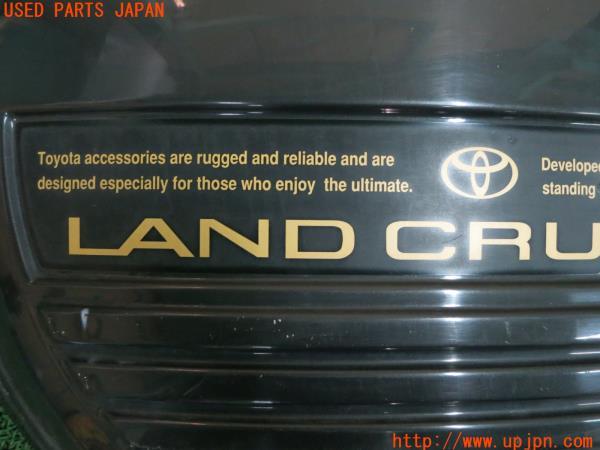 USED PARTS JAPAN
Toyota accessories are rugged and reliable and are
designed especially for those who enjoy the ultimate.
Developed
standing
LAND CRU
http://www.upjpn.com/